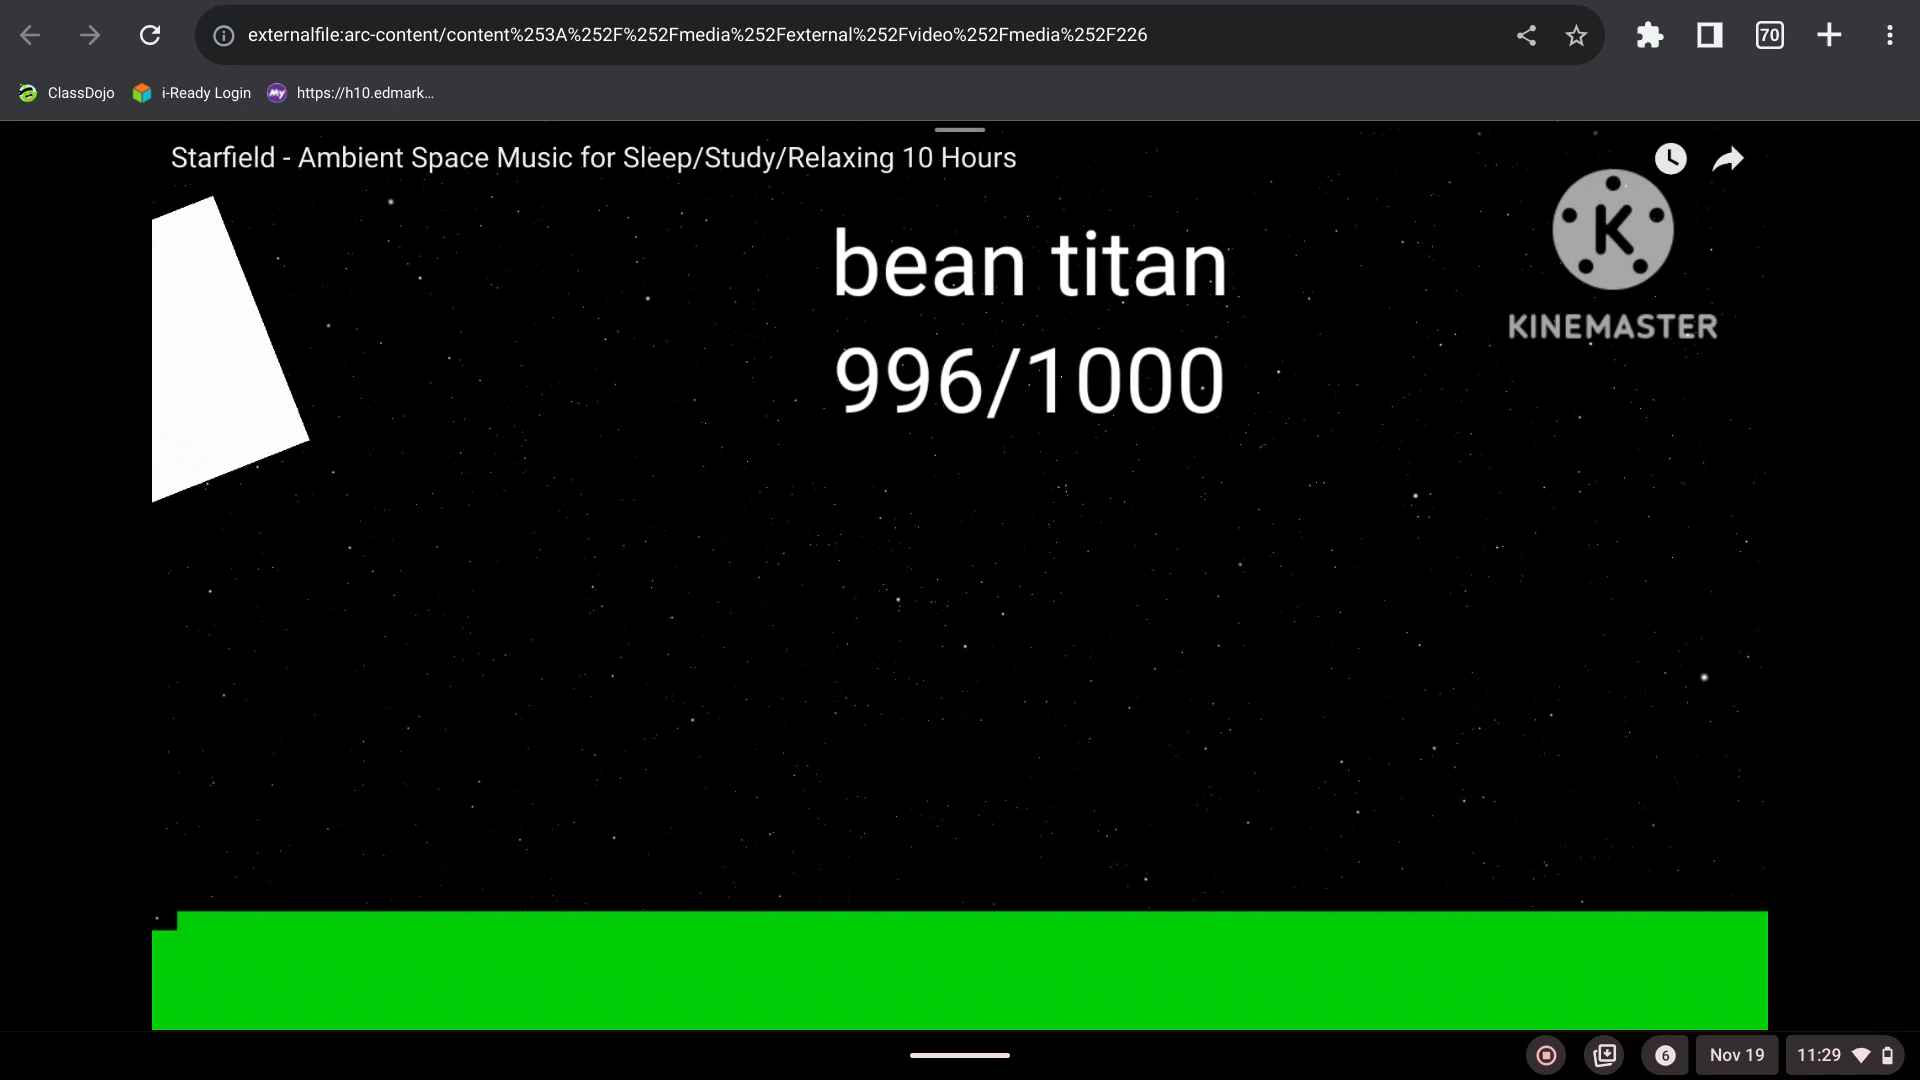 externalfile:arc-content/content%253A%252F%252Fmedia%252Fexternal%252Fvideo%252Fmedia%252F226
70
ClassDojo
i-Ready Login
My
https://h10.edmark...
Starfield - Ambient Space Music for Sleep/Study/Relaxing 10 Hours
bean titan
996/1000
K
KINEMASTER
6
Nov 19
11:29